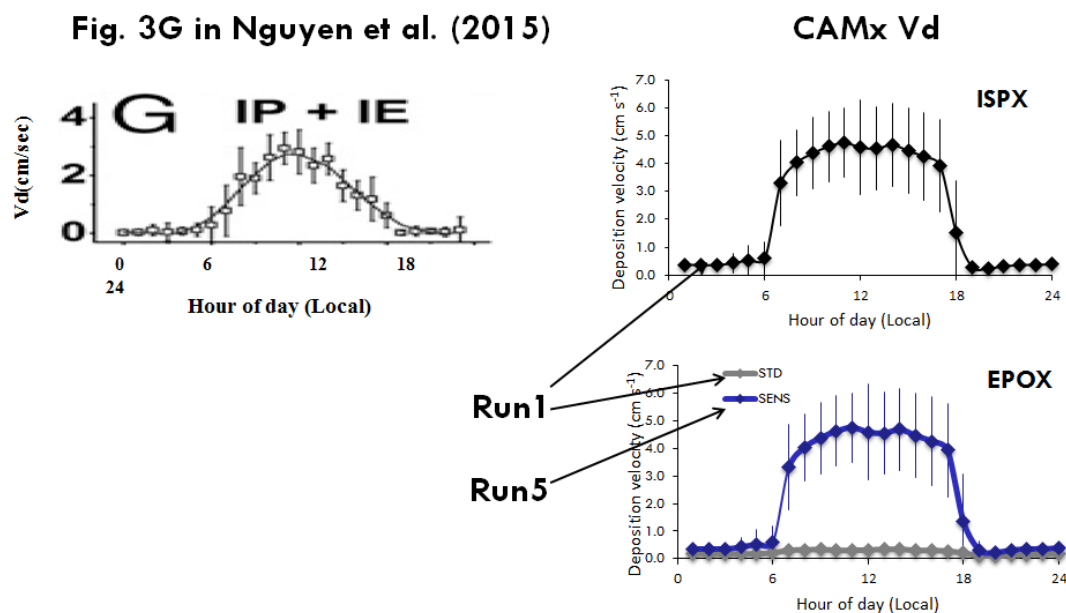 Fig. 3G in Nguyen et al. (2015)
G IP + IE
Vd(cm/sec)
4
2
0
0 6 12 18
24
Hour of day (Local)
CAMx Vd
ISPX
Deposition velocity (cm s⁻¹)
7.0
6.0
5.0
4.0
3.0
2.0
1.0
0.0
0 6 12 18 24
Hour of day (Local)
Run1
Run5
EPOX
STD
SENS
Deposition velocity (cm s⁻¹)
7.0
6.0
5.0
4.0
3.0
2.0
1.0
0.0
0 6 12 18 24
Hour of day (Local)